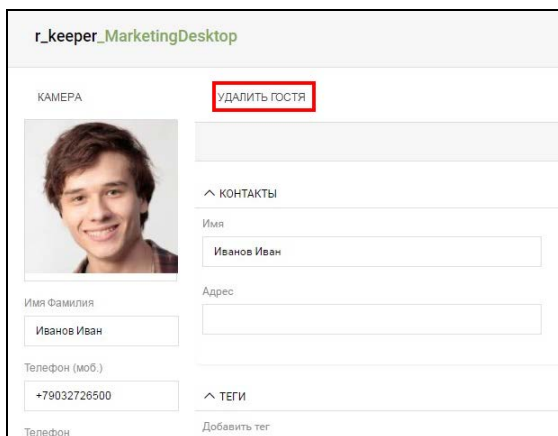 r_keeper_MarketingDesktop
КАМЕРА
УДАЛИТЬ ГОСТЯ
КОНТАКТЫ
Имя
Иванов Иван
Адрес
Имя Фамилия
Иванов Иван
Телефон (моб.)
+79032726500
ТЕГИ
Добавить тег
Телефон